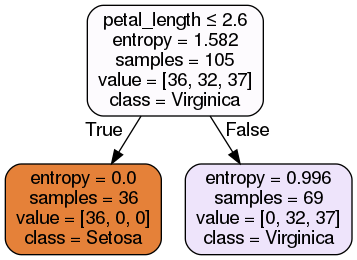 petal_length ≤ 2.6
entropy = 1.582
samples = 105
value = [36, 32, 37]
class = Virginica
True
False
entropy = 0.0
samples = 36
value = [36, 0, 0]
class = Setosa
entropy = 0.996
samples = 69
value = [0, 32, 37]
class = Virginica